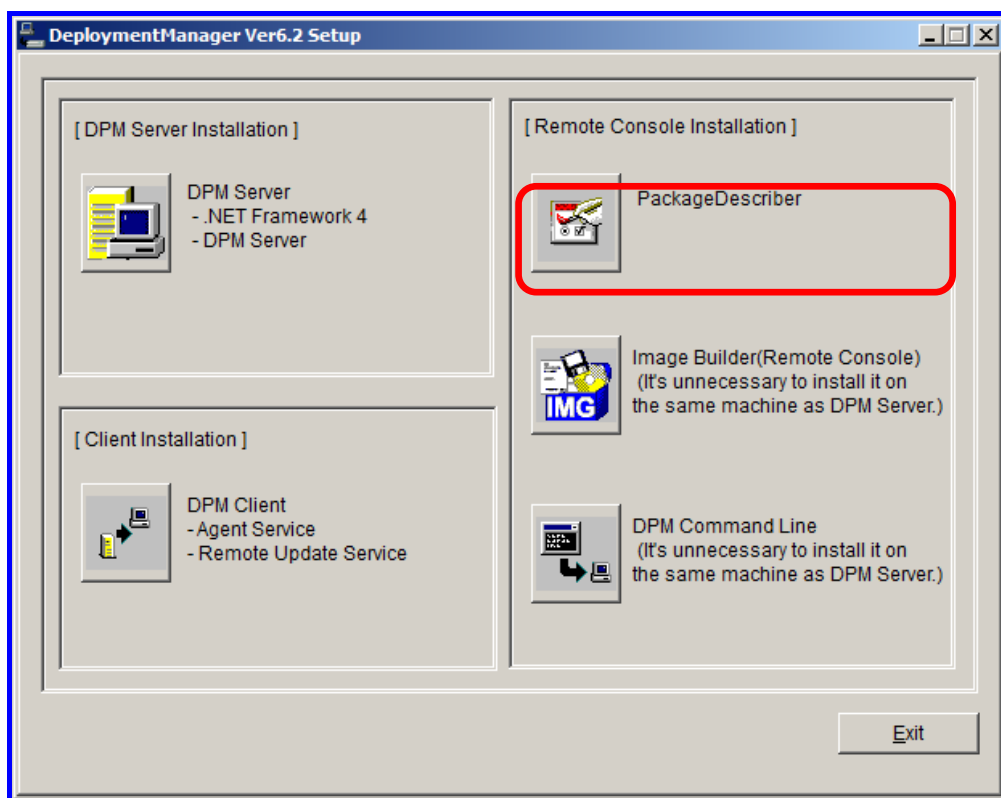 DeploymentManager Ver6.2 Setup
[ DPM Server Installation ]
DPM Server
- .NET Framework 4
- DPM Server
[ Client Installation ]
DPM Client
- Agent Service
- Remote Update Service
[ Remote Console Installation ]
PackageDescriber
IMG
Image Builder(Remote Console)
(It's unnecessary to install it on
the same machine as DPM Server.)
DPM Command Line
(It's unnecessary to install it on
the same machine as DPM Server.)
Exit